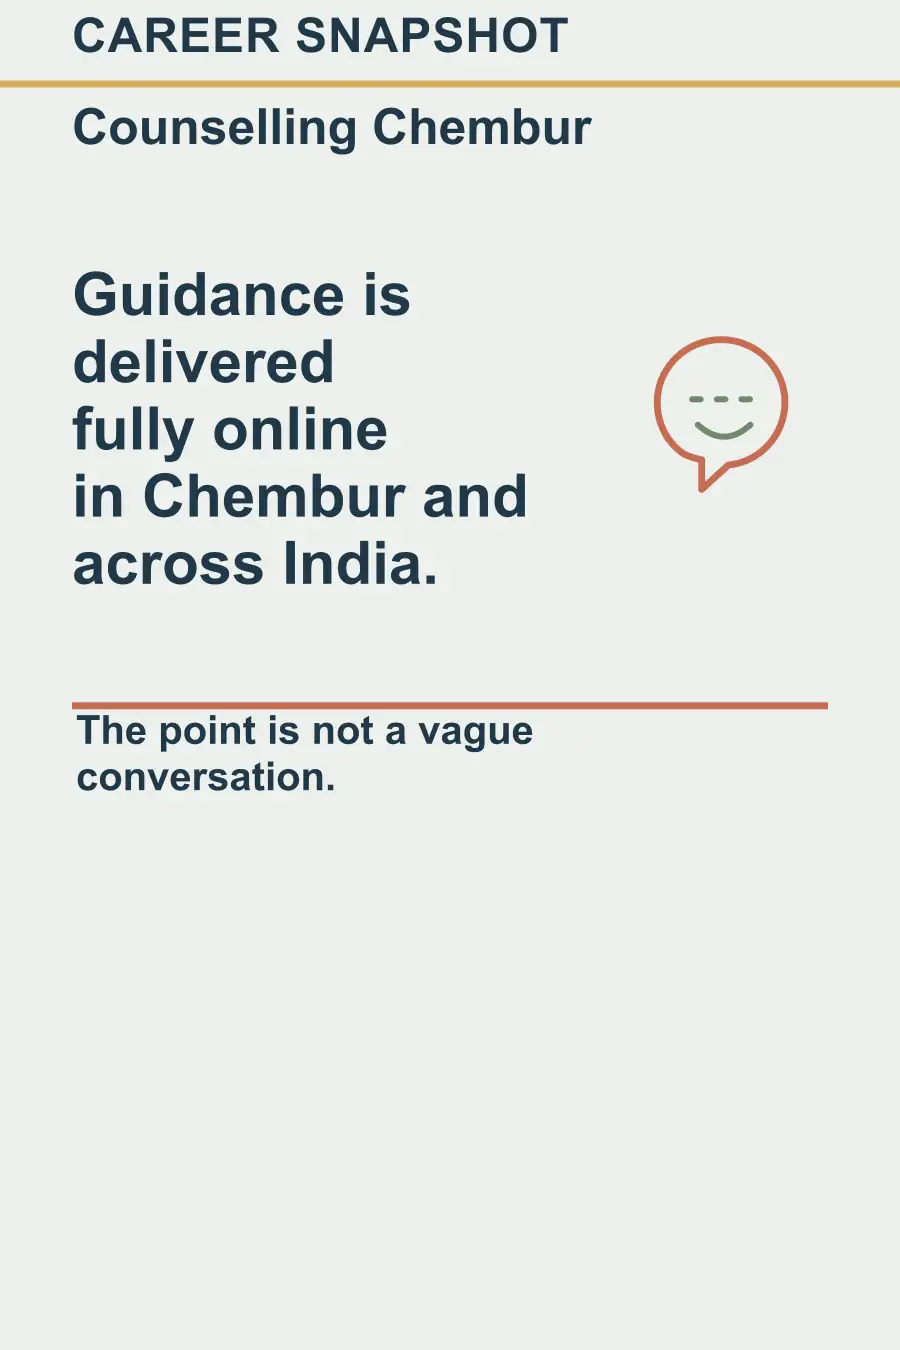 CAREER SNAPSHOT
Counselling Chembur
Guidance is
delivered
fully online
in Chembur and
across India.
The point is not a vague
conversation.